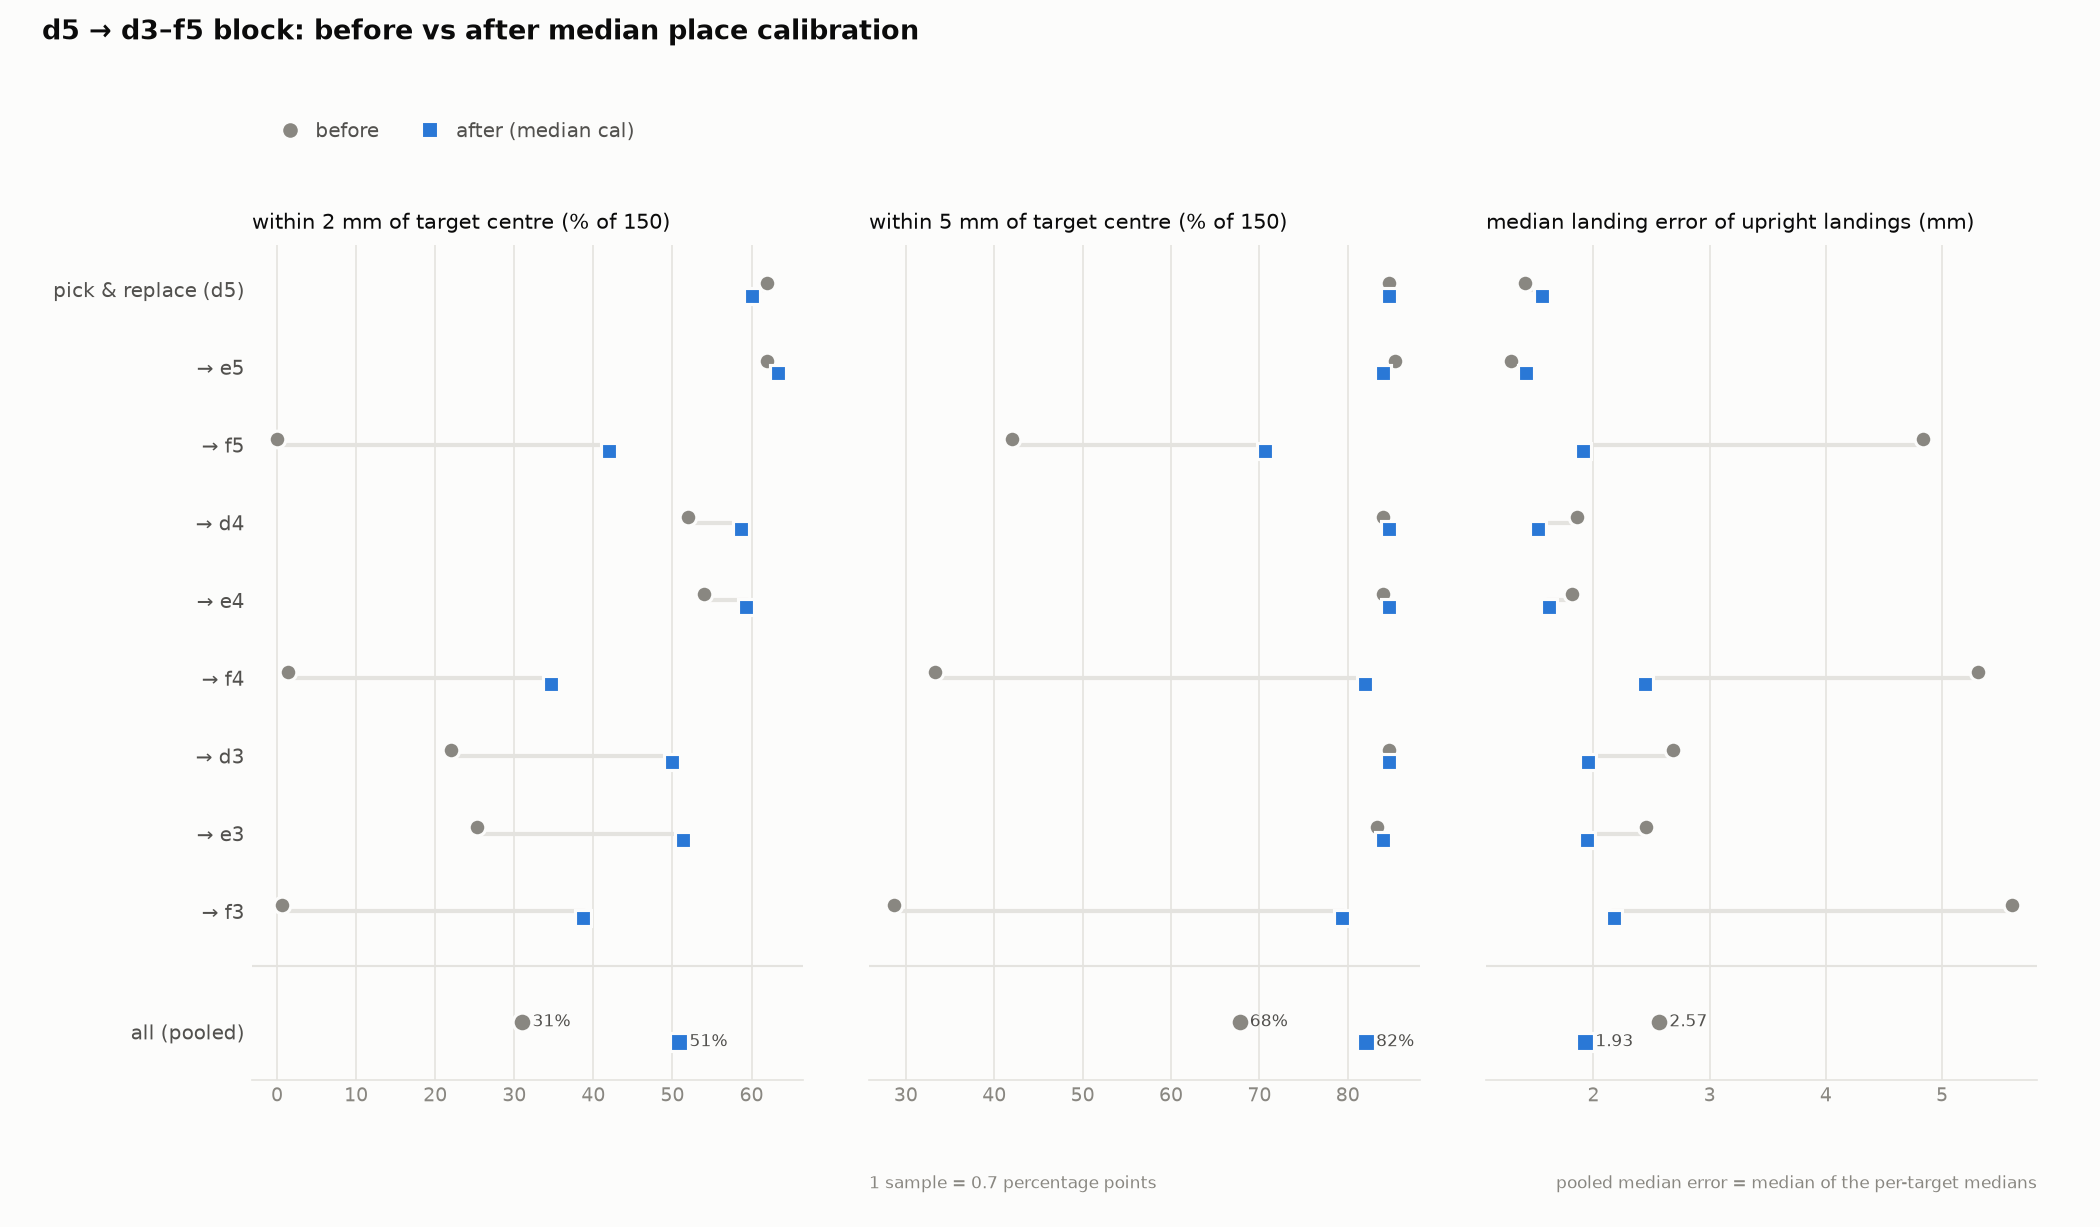 d5 → d3–f5 block: before vs after median place calibration
before
after (median cal)
within 2 mm of target centre (% of 150)
within 5 mm of target centre (% of 150)
median landing error of upright landings (mm)
pick & replace (d5)
→ e5
→ f5
→ d4
→ e4
→ f4
→ d3
→ e3
→ f3
all (pooled)
31%
51%
68%
82%
2.57
1.93
0 10 20 30 40 50 60
30 40 50 60 70 80
2 3 4 5
1 sample = 0.7 percentage points
pooled median error = median of the per-target medians